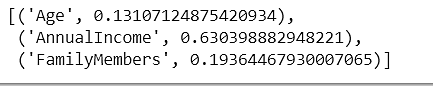 [('Age', 0.13107124875420934),
('AnnualIncome', 0.630398882948221),
('FamilyMembers', 0.19364467930007065)]